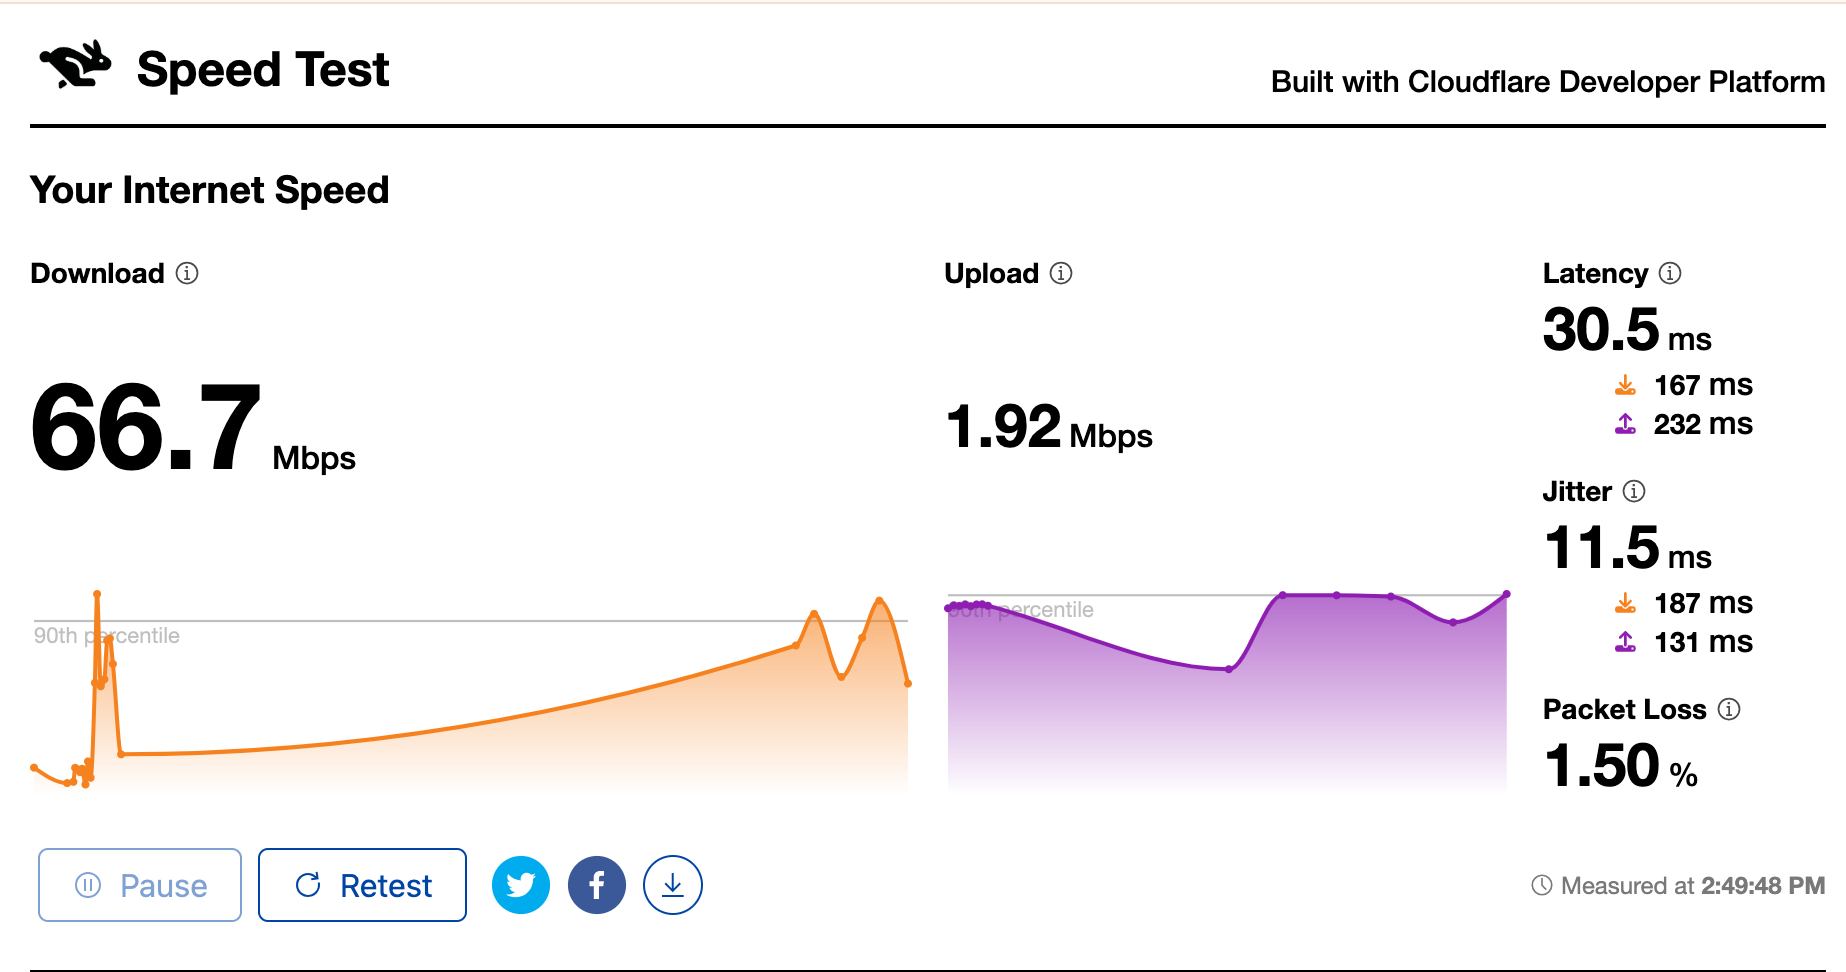 Speed Test
Built with Cloudflare Developer Platform
Your Internet Speed
Download
66.7 Mbps
90th percentile
Upload
1.92 Mbps
90th percentile
Latency
30.5 ms
167 ms
232 ms
Jitter
11.5 ms
187 ms
131 ms
Packet Loss
1.50 %
Pause
Retest
Measured at 2:49:48 PM